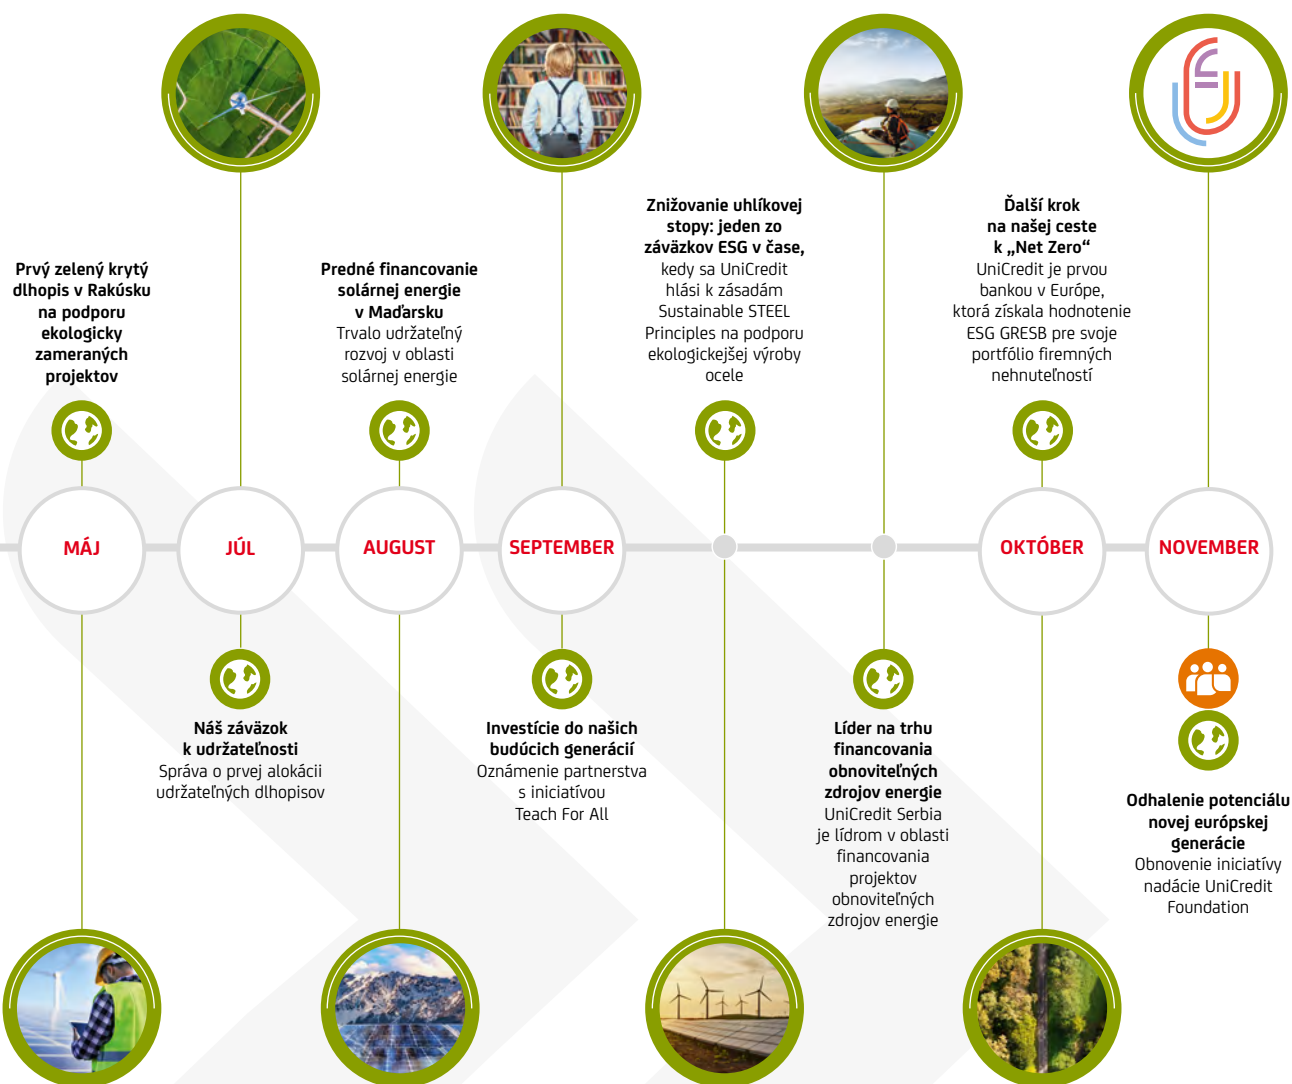 Prvý zelený krytý
dlhopis v Rakúsku
na podporu
ekologicky
zameraných
projektov
MÁJ
JÚL
Náš záväzok
k udržateľnosti
Správa o prvej alokácii
udržateľných dlhopisov
Predné financovanie
solárnej energie
v Maďarsku
Trvalo udržateľný
rozvoj v oblasti
solárnej energie
AUGUST
SEPTEMBER
Investície do našich
budúcich generácií
Oznámenie partnerstva
s iniciatívou
Teach For All
Znižovanie uhlíkovej
stopy: jeden zo
záväzkov ESG v čase,
kedy sa UniCredit
hlási k zásadám
Sustainable STEEL
Principles na podporu
ekologickejšej výroby
ocele
Líder na trhu
financovania
obnoviteľných
zdrojov energie
UniCredit Serbia
je lídrom v oblasti
financovania
projektov
obnoviteľných
zdrojov energie
Ďalší krok
na našej ceste
k „Net Zero“
UniCredit je prvou
bankou v Európe,
ktorá získala hodnotenie
ESG GRESB pre svoje
portfólio firemných
nehnuteľností
OKTÓBER
NOVEMBER
Odhalenie potenciálu
novej európskej
generácie
Obnovenie iniciatívy
nadácie UniCredit
Foundation